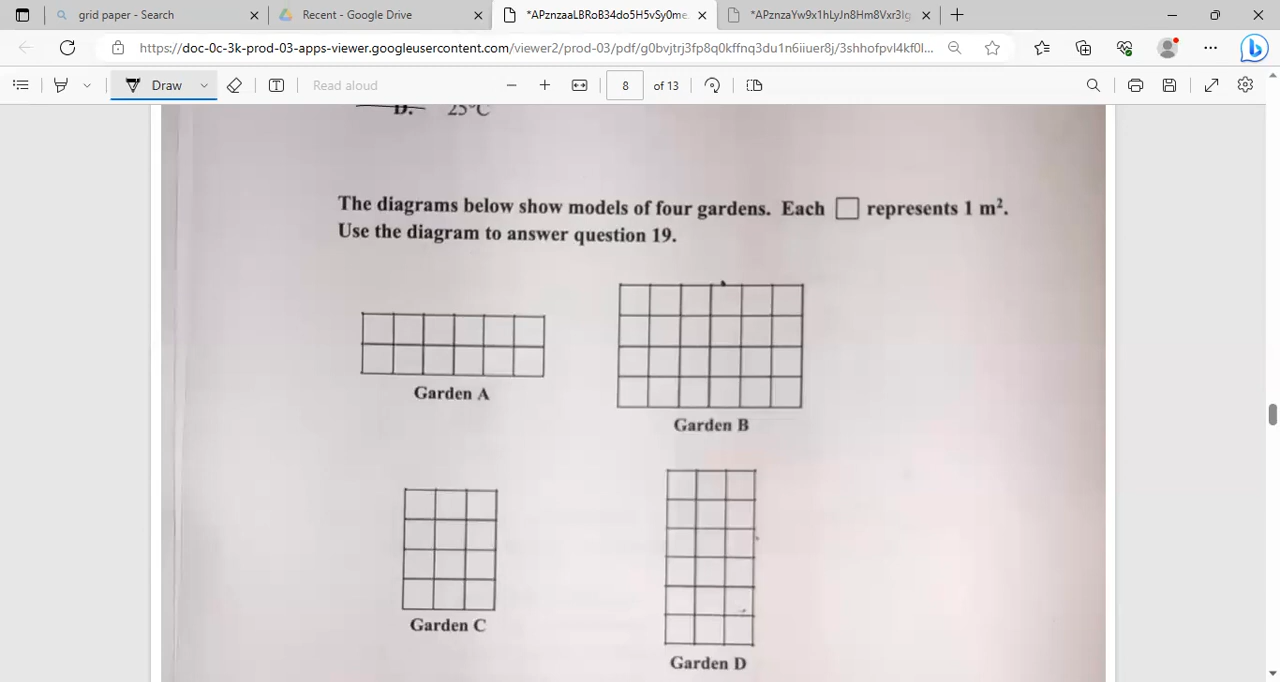 grid paper - Search
Recent - Google Drive
*APznzaaLBRoB34do5H5vSy0me
*APznzaYw9x1hLyJn8Hm8Vxr3Ig
https://doc-0c-3k-prod-03-apps-viewer.googleusercontent.com/viewer2/prod-03/pdf/g0bvjtrj3fp8q0kffnq3du1n6iiuer8j/3shhofpvl4kf0l...
Draw
Read aloud
8
of 13
D. 25°C
The diagrams below show models of four gardens. Each represents 1 m².
Use the diagram to answer question 19.
Garden A
Garden B
Garden C
Garden D